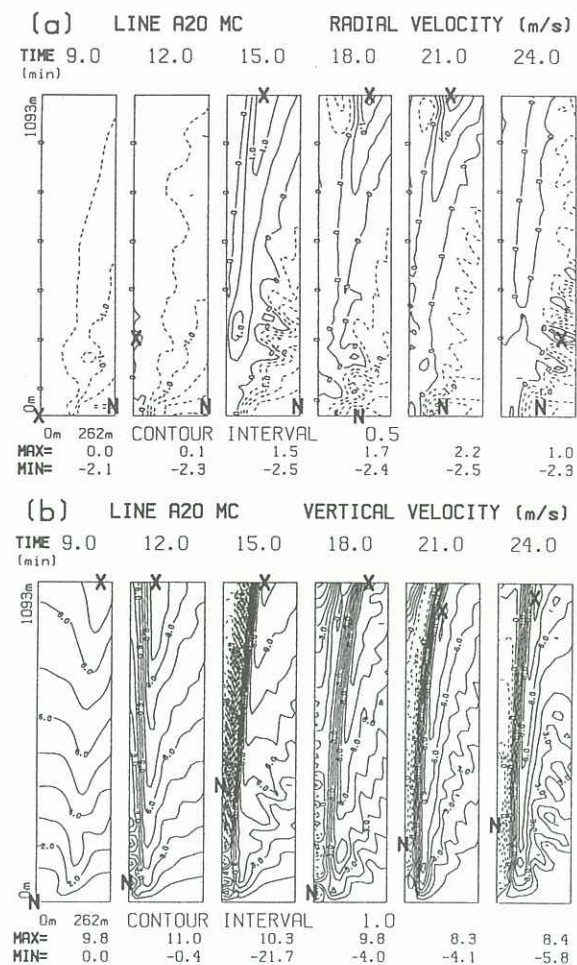 (a) LINE A20 MC RADIAL VELOCITY (m/s)
TIME 9.0 12.0 15.0 18.0 21.0 24.0
(min)
1093m
0m
X N X N X N X N X N X
0m 262m CONTOUR INTERVAL 0.5
MAX= 0.0 0.1 1.5 1.7 2.2 1.0
MIN= -2.1 -2.3 -2.5 -2.4 -2.5 -2.3
(b) LINE A20 MC VERTICAL VELOCITY (m/s)
TIME 9.0 12.0 15.0 18.0 21.0 24.0
(min)
1093m
0m
N X N X N X N X N X N X
0m 262m CONTOUR INTERVAL 1.0
MAX= 9.8 11.0 10.3 9.8 8.3 8.4
MIN= 0.0 -0.4 -21.7 -4.0 -4.1 -5.8